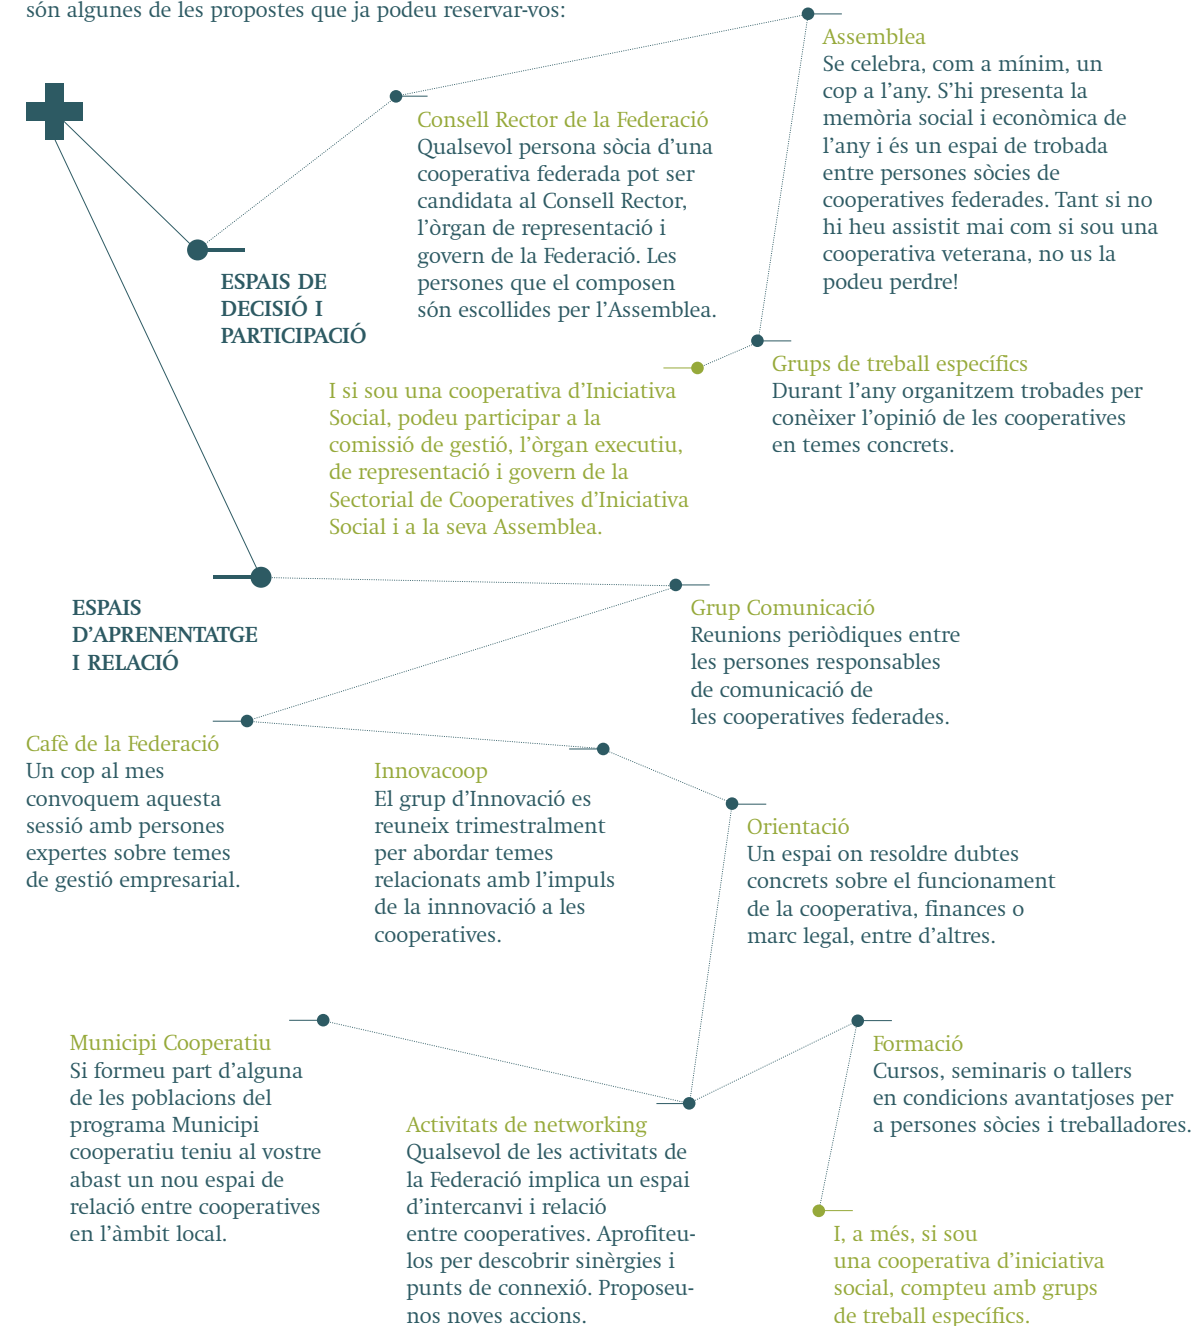 són algunes de les propostes que ja podeu reservar-vos:
ESPAIS DE
DECISIÓ I
PARTICIPACIÓ
Consell Rector de la Federació
Qualsevol persona sòcia d’una
cooperativa federada pot ser
candidata al Consell Rector,
l’òrgan de representació i
govern de la Federació. Les
persones que el composen
són escollides per l’Assemblea.
Assemblea
Se celebra, com a mínim, un
cop a l’any. S’hi presenta la
memòria social i econòmica de
l’any i és un espai de trobada
entre persones sòcies de
cooperatives federades. Tant si no
hi heu assistit mai com si sou una
cooperativa veterana, no us la
podeu perdre!
Grups de treball específics
Durant l’any organitzem trobades per
conèixer l’opinió de les cooperatives
en temes concrets.
I si sou una cooperativa d’Iniciativa
Social, podeu participar a la
comissió de gestió, l’òrgan executiu,
de representació i govern de la
Sectorial de Cooperatives d’Iniciativa
Social i a la seva Assemblea.
ESPAIS
D’APRENENTATGE
I RELACIÓ
Grup Comunicació
Reunions periòdiques entre
les persones responsables
de comunicació de
les cooperatives federades.
Cafè de la Federació
Un cop al mes
convoquem aquesta
sessió amb persones
expertes sobre temes
de gestió empresarial.
Innovacoop
El grup d’Innovació es
reuneix trimestralment
per abordar temes
relacionats amb l’impuls
de la innnovació a les
cooperatives.
Orientació
Un espai on resoldre dubtes
concrets sobre el funcionament
de la cooperativa, finances o
marc legal, entre d’altres.
Municipi Cooperatiu
Si formeu part d’alguna
de les poblacions del
programa Municipi
cooperatiu teniu al vostre
abast un nou espai de
relació entre cooperatives
en l’àmbit local.
Activitats de networking
Qualsevol de les activitats de
la Federació implica un espai
d’intercanvi i relació
entre cooperatives. Aprofiteu-
los per descobrir sinèrgies i
punts de connexió. Proposeu-
nos noves accions.
Formació
Cursos, seminaris o tallers
en condicions avantatjoses per
a persones sòcies i treballadores.
I, a més, si sou
una cooperativa d’iniciativa
social, compteu amb grups
de treball específics.